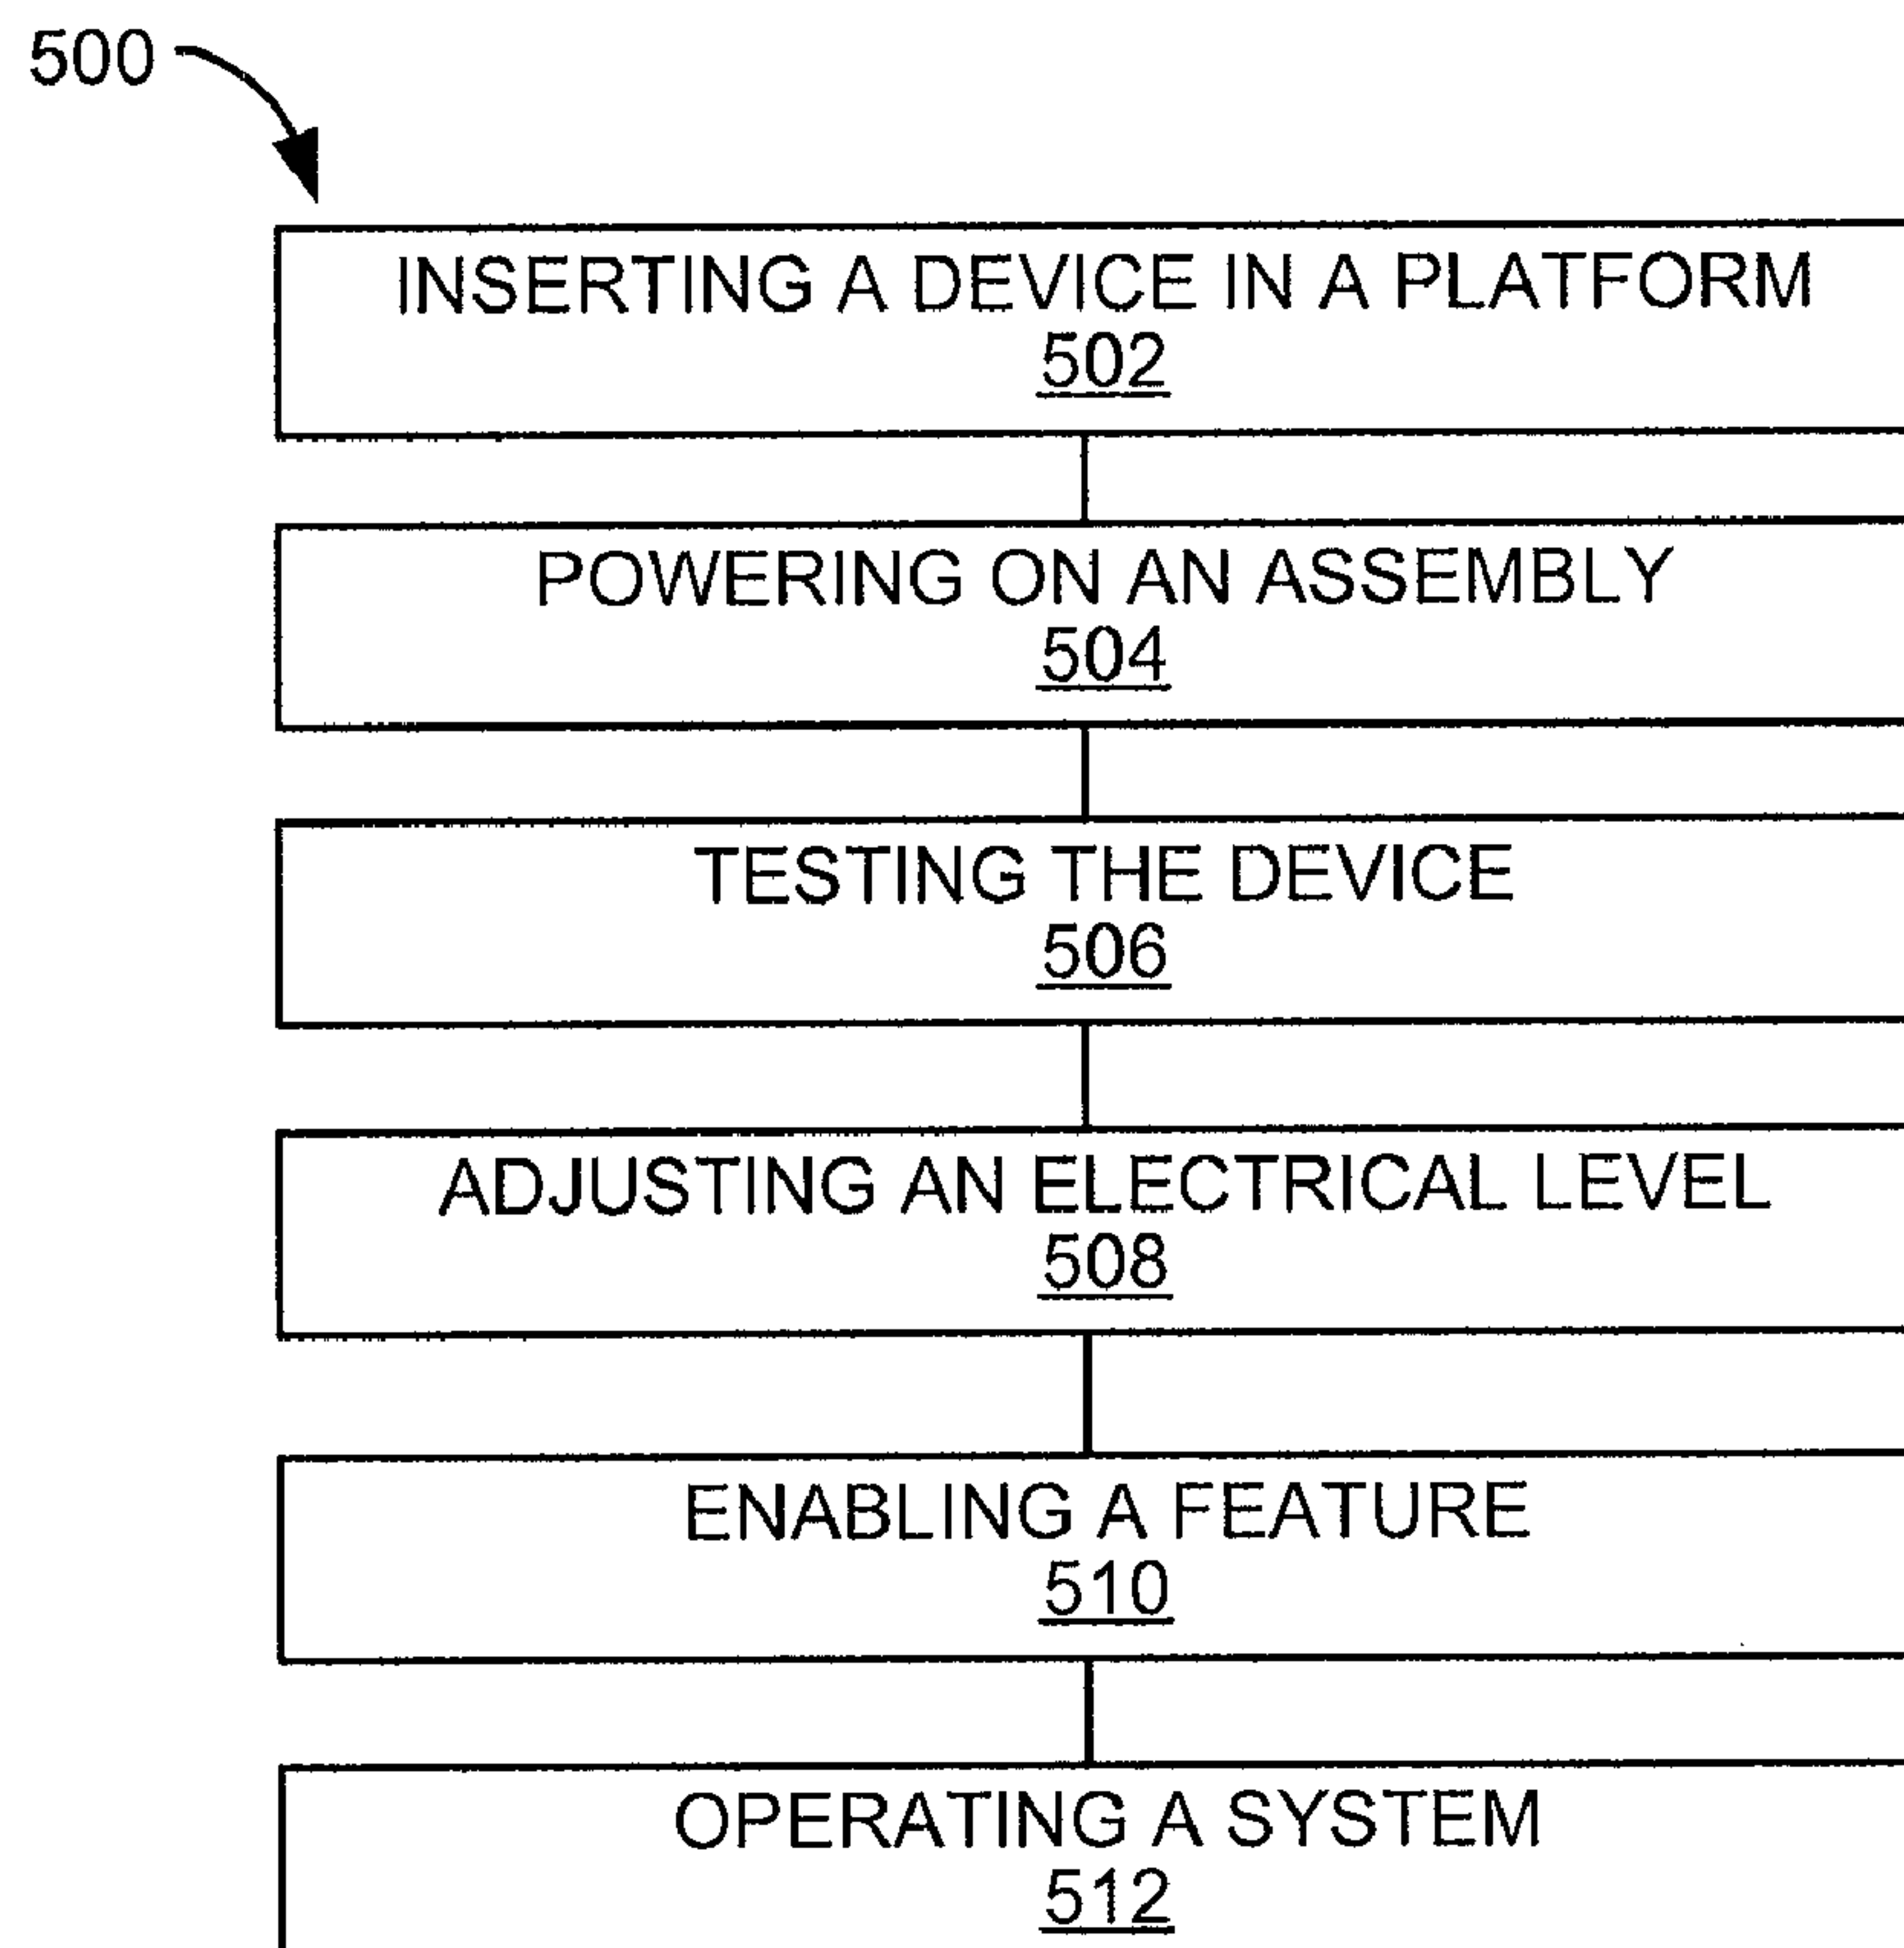 500
INSERTING A DEVICE IN A PLATFORM
502
POWERING ON AN ASSEMBLY
504
TESTING THE DEVICE
506
ADJUSTING AN ELECTRICAL LEVEL
508
ENABLING A FEATURE
510
OPERATING A SYSTEM
512